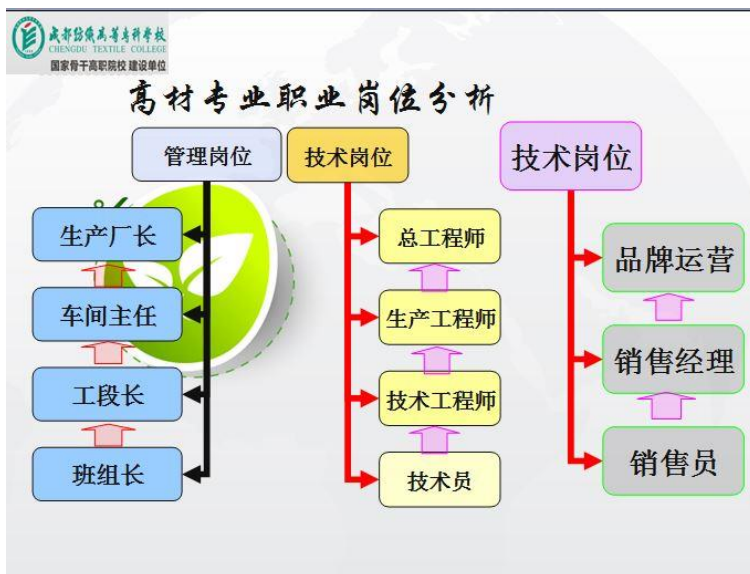 成都纺织高等专科学校
CHENGDU TEXTILE COLLEGE
国家骨干高职院校 建设单位
高材专业职业岗位分析
管理岗位
生产厂长
车间主任
工段长
班组长
技术岗位
总工程师
生产工程师
技术工程师
技术员
技术岗位
品牌运营
销售经理
销售员